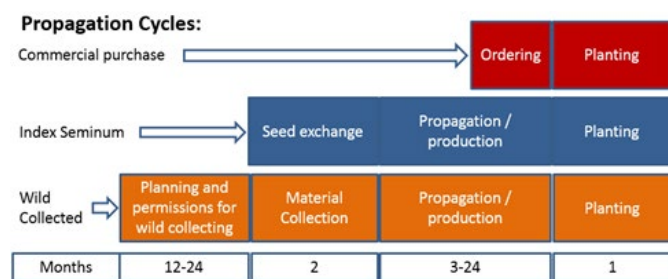 Propagation Cycles:
Commercial purchase
Ordering
Planting
Index Seminum
Seed exchange
Propagation /
production
Planting
Wild
Collected
Planning and
permissions for
wild collecting
Material
Collection
Propagation /
production
Planting
Months
12-24
2
3-24
1